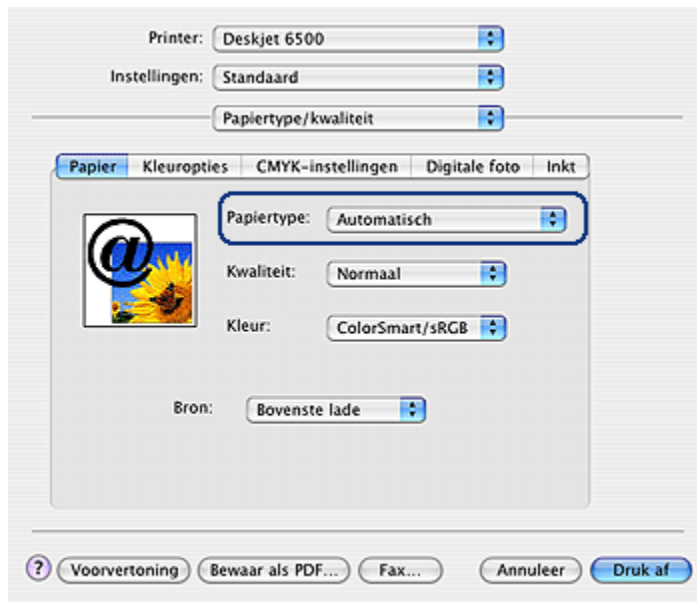 Printer: Deskjet 6500
Instellingen: Standaard
Papiertype/kwaliteit
Papier Kleuropties CMYK-instellingen Digitale foto Inkt
@
Papiertype: Automatisch
Kwaliteit: Normaal
Kleur: ColorSmart/sRGB
Bron: Bovenste lade
? Voorvertoning Bewaar als PDF... Fax... Annuleer Druk af